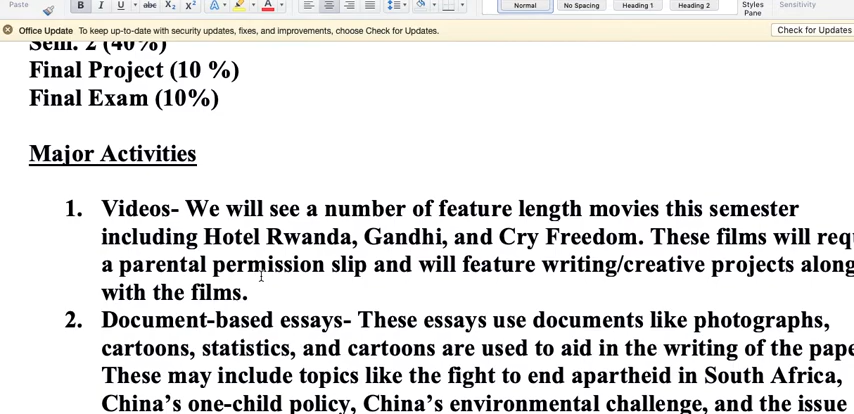 Paste
B I U abe X₂ X² A A
Normal No Spacing Heading 1 Heading 2 Styles Pane Sensitivity
Office Update To keep up-to-date with security updates, fixes, and improvements, choose Check for Updates. Check for Updates
Sem. 2 (40%)
Final Project (10 %)
Final Exam (10%)
Major Activities
1. Videos- We will see a number of feature length movies this semester
including Hotel Rwanda, Gandhi, and Cry Freedom. These films will
a parental permission slip and will feature writing/creative projects along
with the films.
2. Document-based essays- These essays use documents like photographs,
cartoons, statistics, and cartoons are used to aid in the writing of the
These may include topics like the fight to end apartheid in South Africa,
China's one-child policy, China's environmental challenge, and the issue